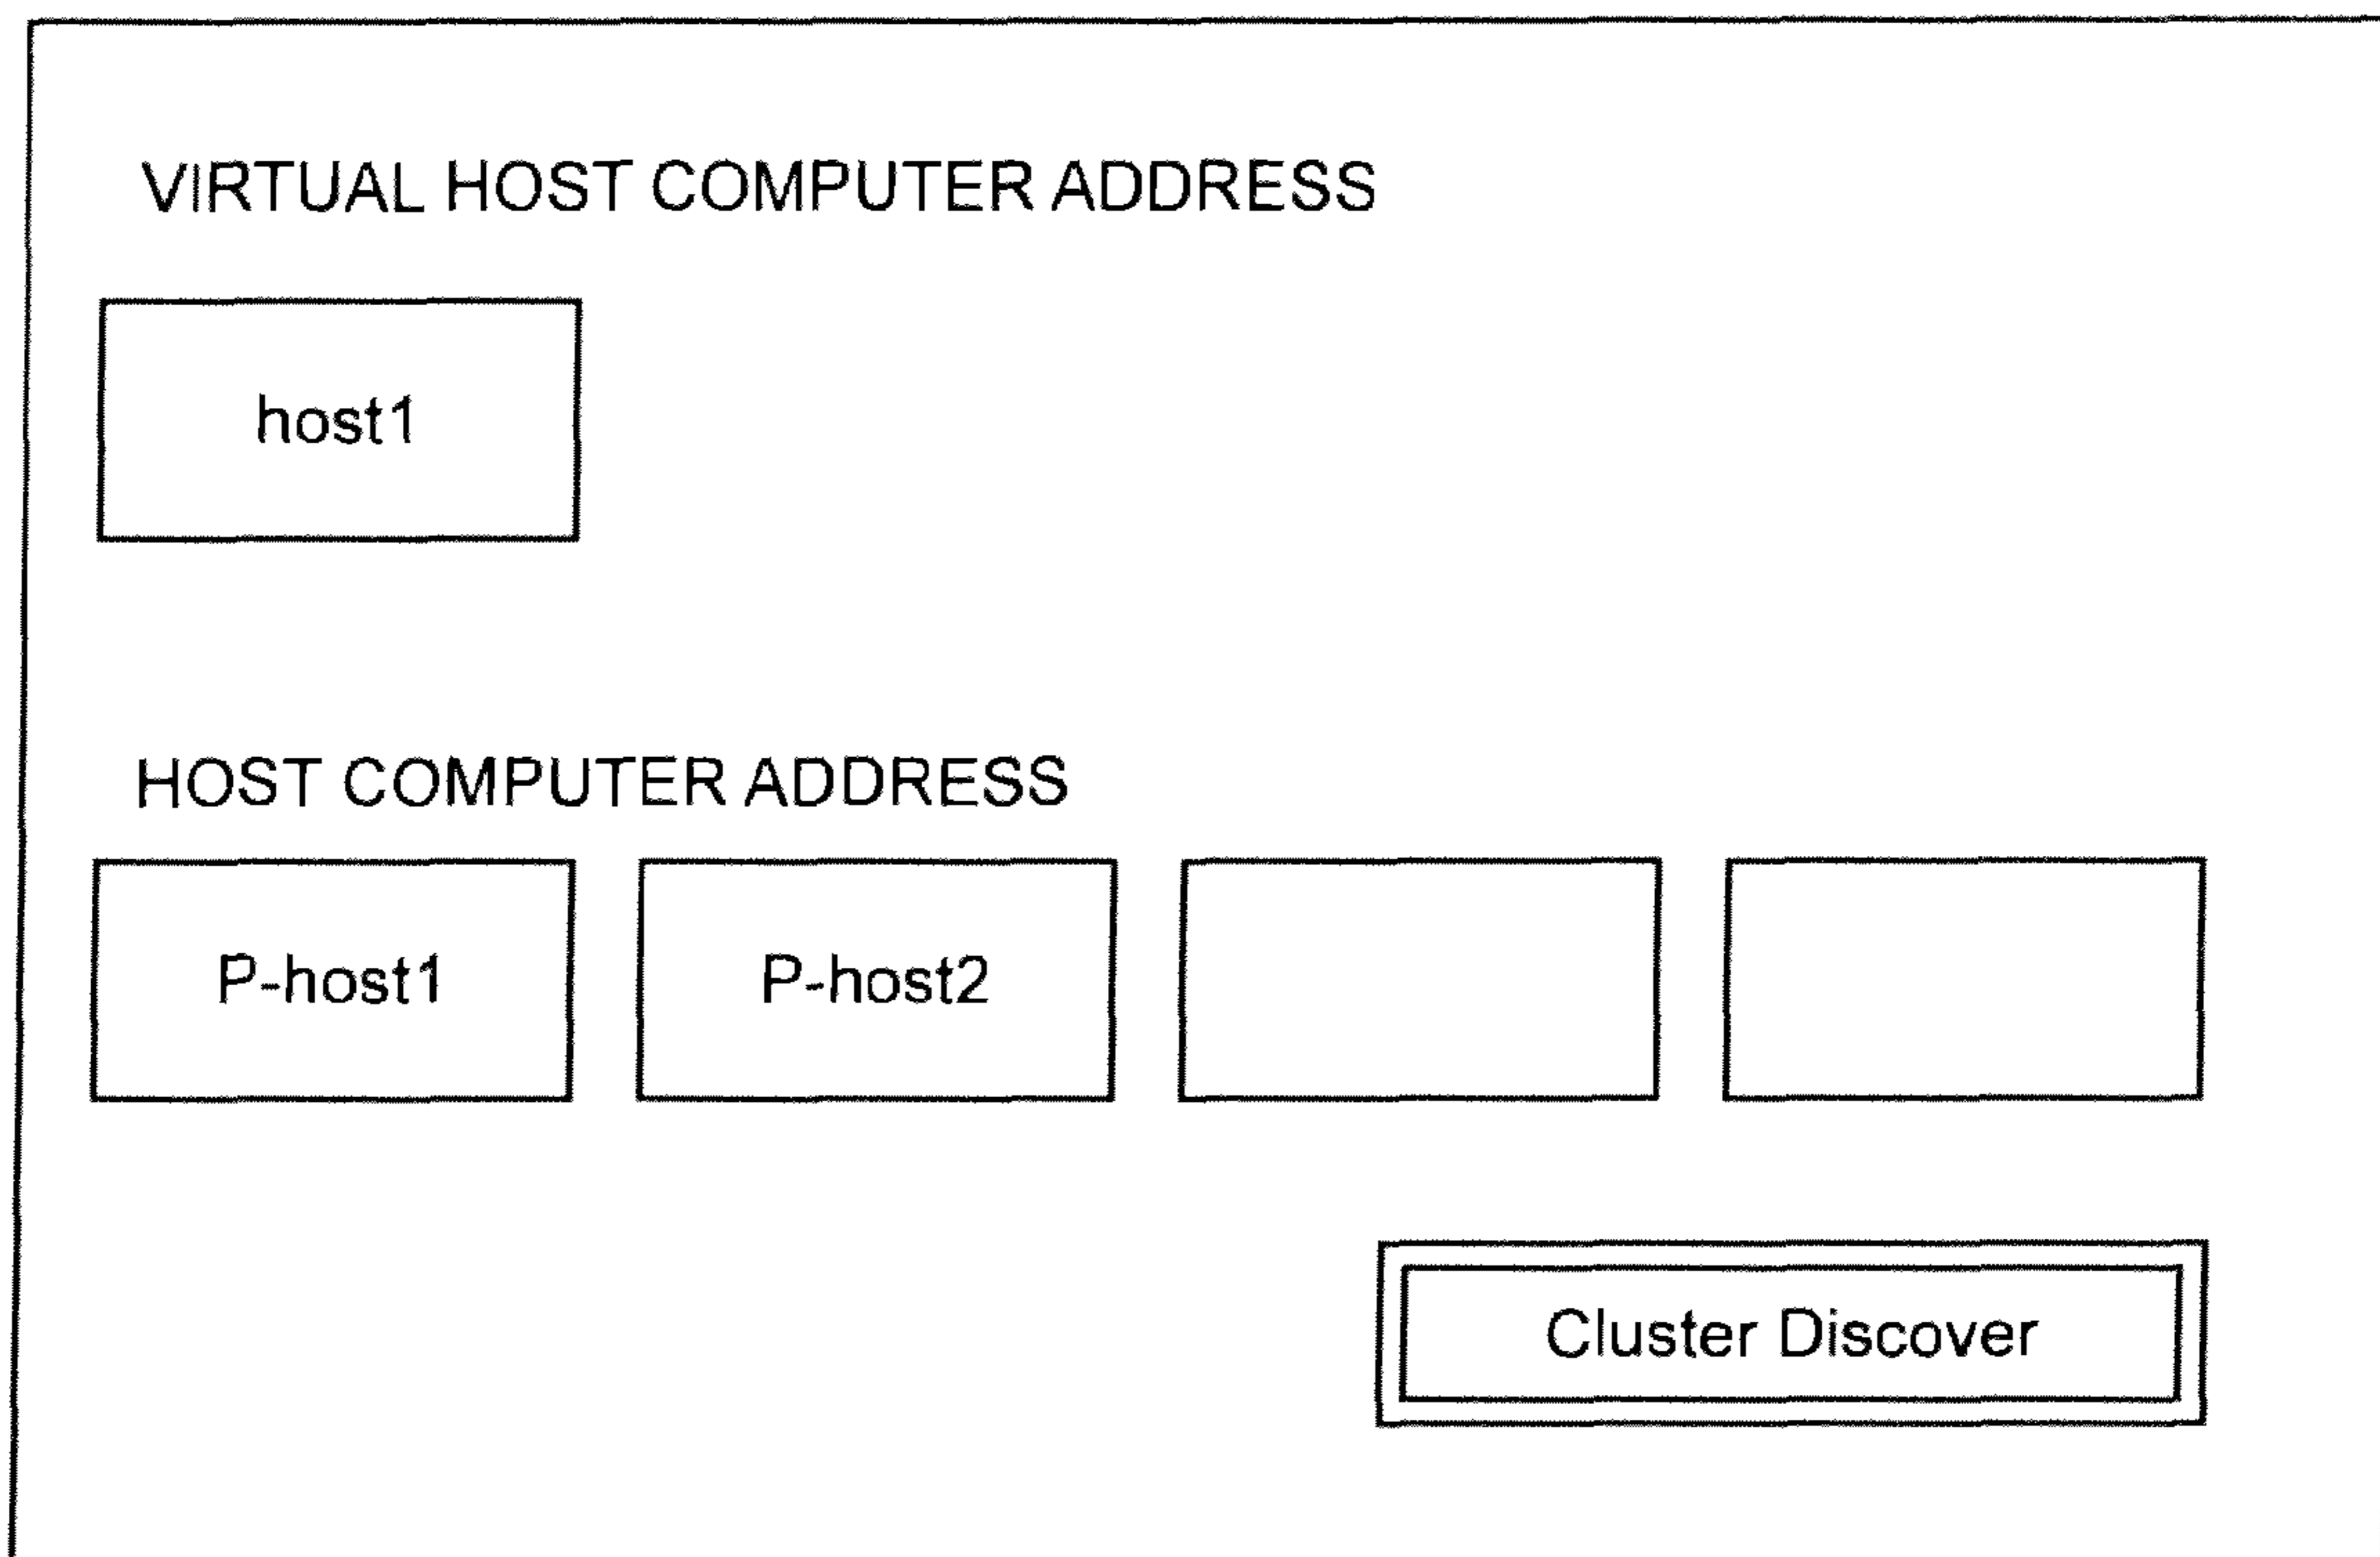 VIRTUAL HOST COMPUTER ADDRESS
host1
HOST COMPUTER ADDRESS
P-host1 P-host2
Cluster Discover